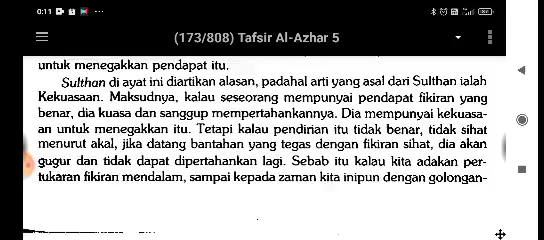 0:11
(173/808) Tafsir Al-Azhar 5
untuk menegakkan pendapat itu.
Sulthan di ayat ini diartikan alasan, padahal arti yang asal dari Sulthan ialah
Kekuasaan. Maksudnya, kalau seseorang mempunyai pendapat fikiran yang
benar, dia kuasa dan sanggup mempertahankannya. Dia mempunyai kekuasa-
an untuk menegakkan itu. Tetapi kalau pendirian itu tidak benar, tidak sihat
menurut akal, jika datang bantahan yang tegas dengan fikiran sihat, dia akan
gugur dan tidak dapat dipertahankan lagi. Sebab itu kalau kita adakan per-
tukaran fikiran mendalam, sampai kepada zaman kita inipun dengan golongan-